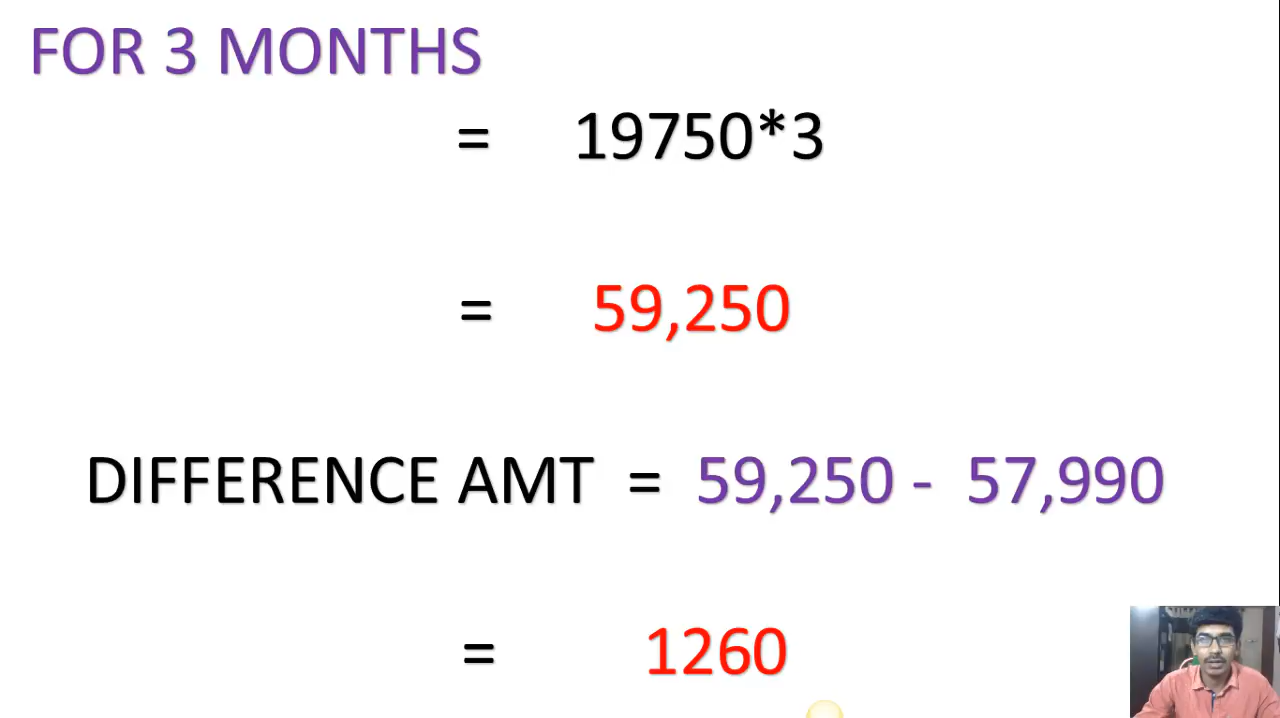 FOR 3 MONTHS
= 19750*3
= 59,250
DIFFERENCE AMT = 59,250 - 57,990
= 1260